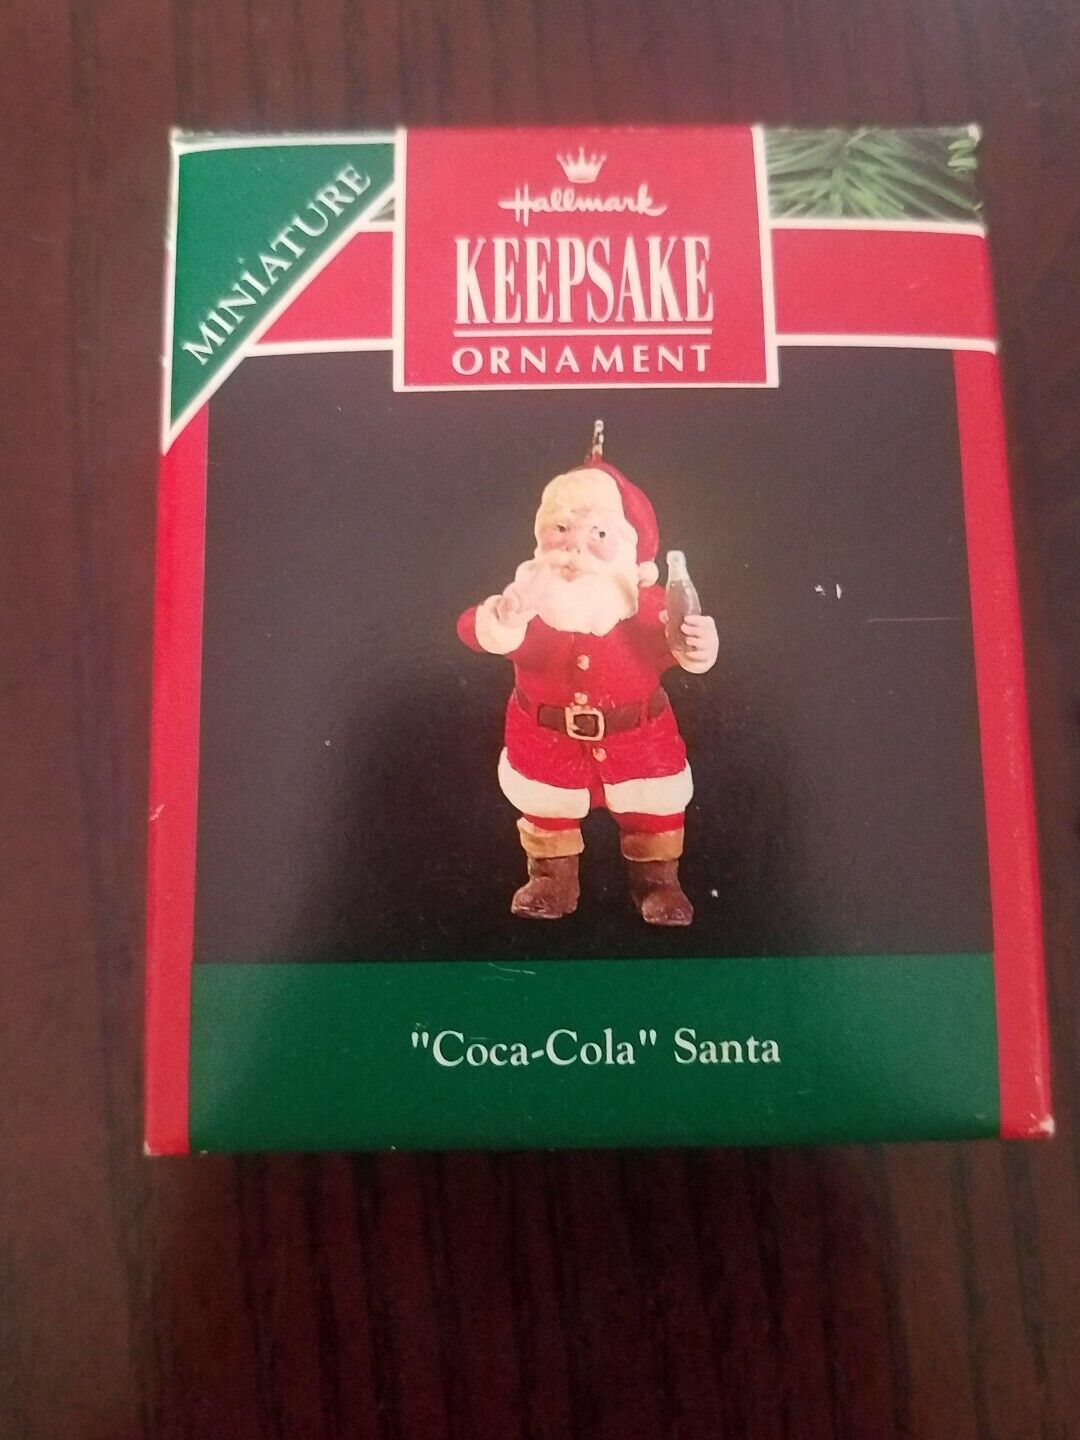 MINIATURE
Hallmark
KEEPSAKE
ORNAMENT
"Coca-Cola" Santa